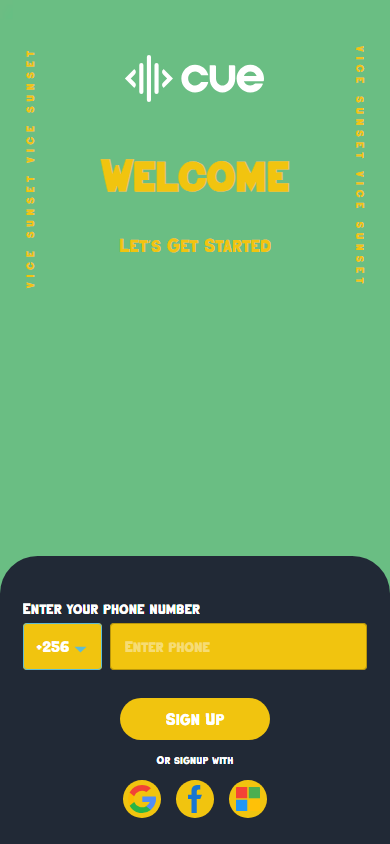 cue
VICE SUNSET VICE SUNSET
VICE SUNSET VICE SUNSET
Welcome
Let's Get Started
Enter your phone number
+256
Enter phone
Sign Up
Or signup with